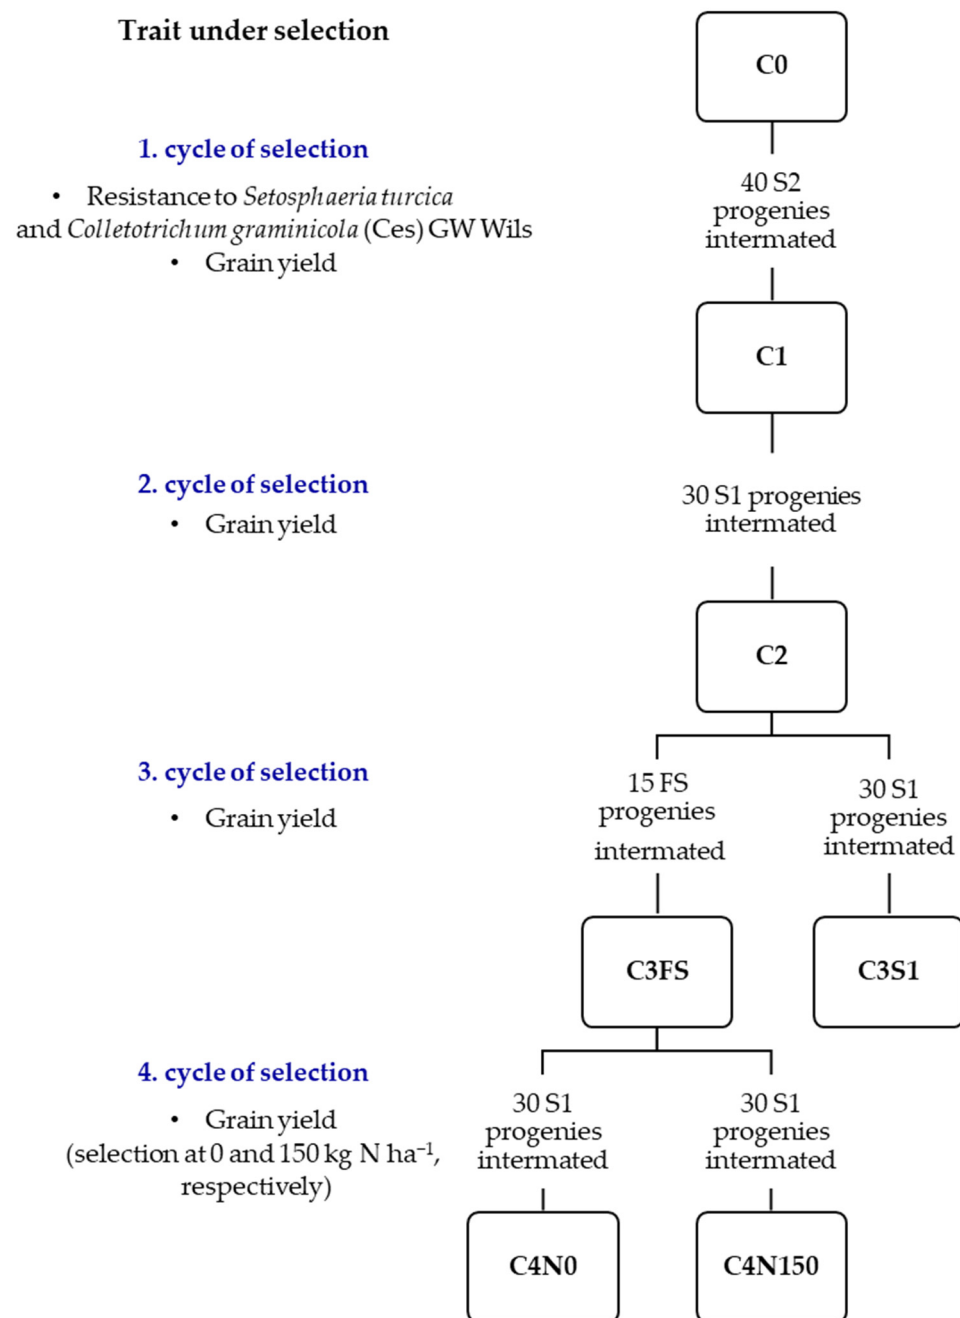 Trait under selection
C0
1. cycle of selection
• Resistance to Setosphaeria turcica
and Colletotrichum graminicola (Ces) GW Wils
• Grain yield
40 S2
progenies
intermated
C1
2. cycle of selection
• Grain yield
30 S1 progenies
intermated
C2
3. cycle of selection
• Grain yield
15 FS
progenies
intermated
30 S1
progenies
intermated
C3FS
C3S1
4. cycle of selection
• Grain yield
(selection at 0 and 150 kg N ha⁻¹,
respectively)
30 S1
progenies
intermated
30 S1
progenies
intermated
C4N0
C4N150